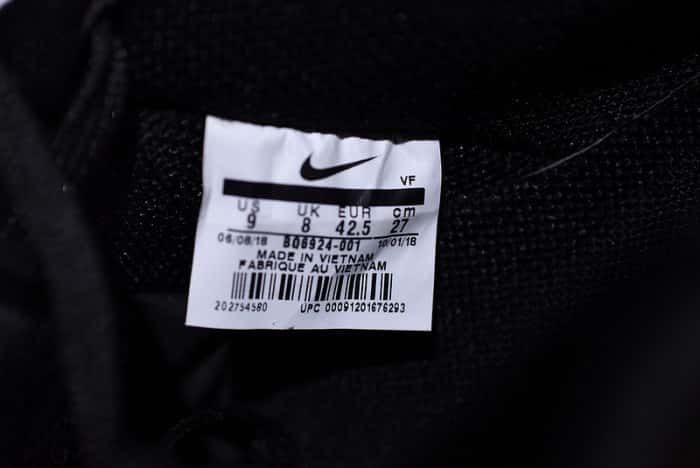 VF
US UK EUR cm
9 8 42.5 27
06/08/18 BQ6924-001 10/01/18
MADE IN VIETNAM
FABRIQUE AU VIETNAM
202754580 UPC 00091201676293